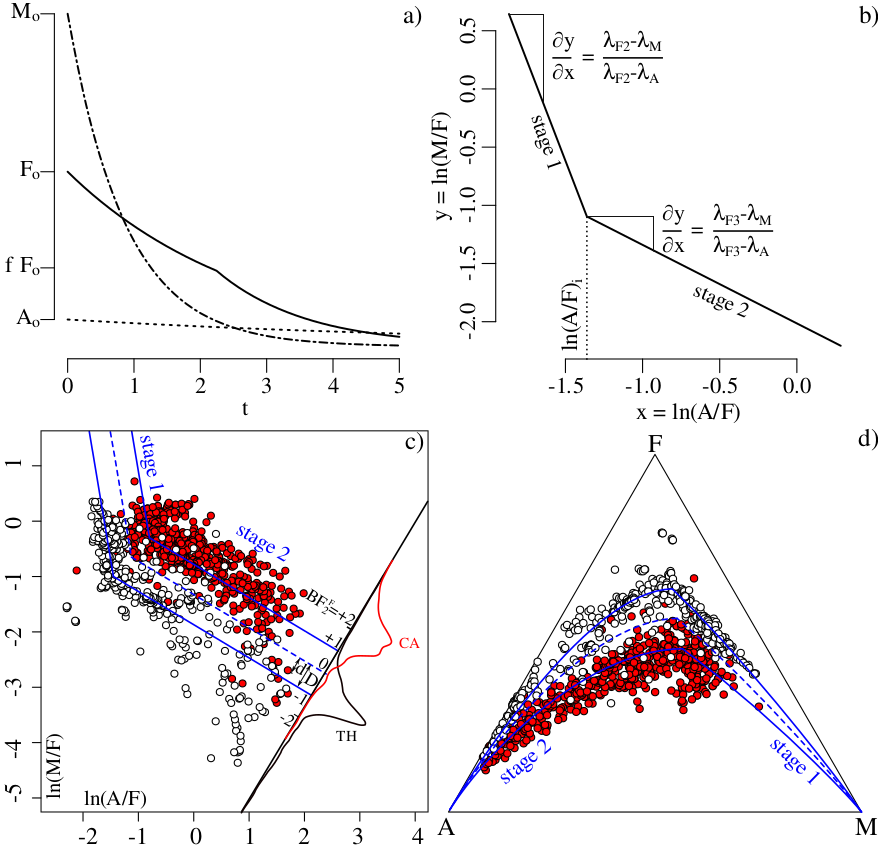 a)
Mo
Fo
f Fo
Ao
0
1
2
3
4
5
t
b)
0.5
0.0
-0.5
-1.0
-1.5
-2.0
y = ln(M/F)
∂y/∂x = λF2-λM/λF2-λA
stage 1
∂y/∂x = λF3-λM/λF3-λA
stage 2
ln(A/F)i
-1.5
-1.0
-0.5
0.0
x = ln(A/F)
c)
1
0
-1
-2
-3
-4
-5
stage 1
stage 2
+1
0
-1
-2
CA
TH
ln(M/F)
ln(A/F)
-2
-1
0
1
2
3
4
d)
F
stage 2
stage 1
A
M